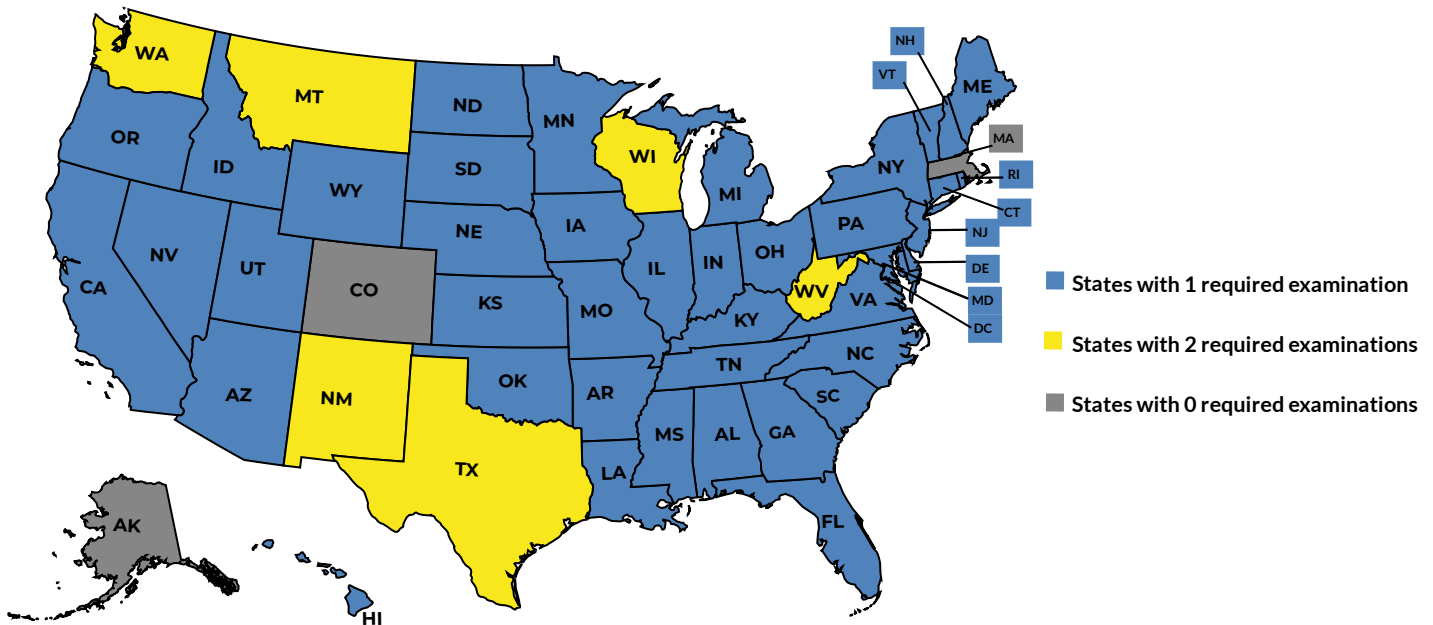 WA
MT
ND
MN
OR
ID
WY
SD
WI
MI
NH
VT
ME
MA
NY
RI
CT
NJ
PA
DE
MD
DC
NV
UT
CO
NE
IA
IL
IN
OH
WV
VA
CA
KS
MO
KY
AZ
NM
OK
AR
TN
NC
SC
TX
LA
MS
AL
GA
FL
AK
HI
States with 1 required examination
States with 2 required examinations
States with 0 required examinations